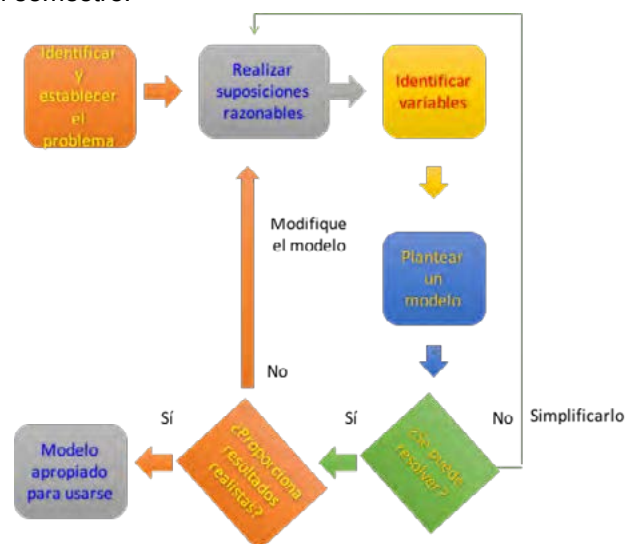 semestre.
Identificar
y
establecer
el
problema
Realizar
suposiciones
razonables
Identificar
variables
Modifique
el modelo
Plantear
un
modelo
No
Sí
Sí
No
Simplificarlo
¿Se puede
resolver?
¿Proporciona
resultados
realistas?
Modelo
apropiado
para usarse